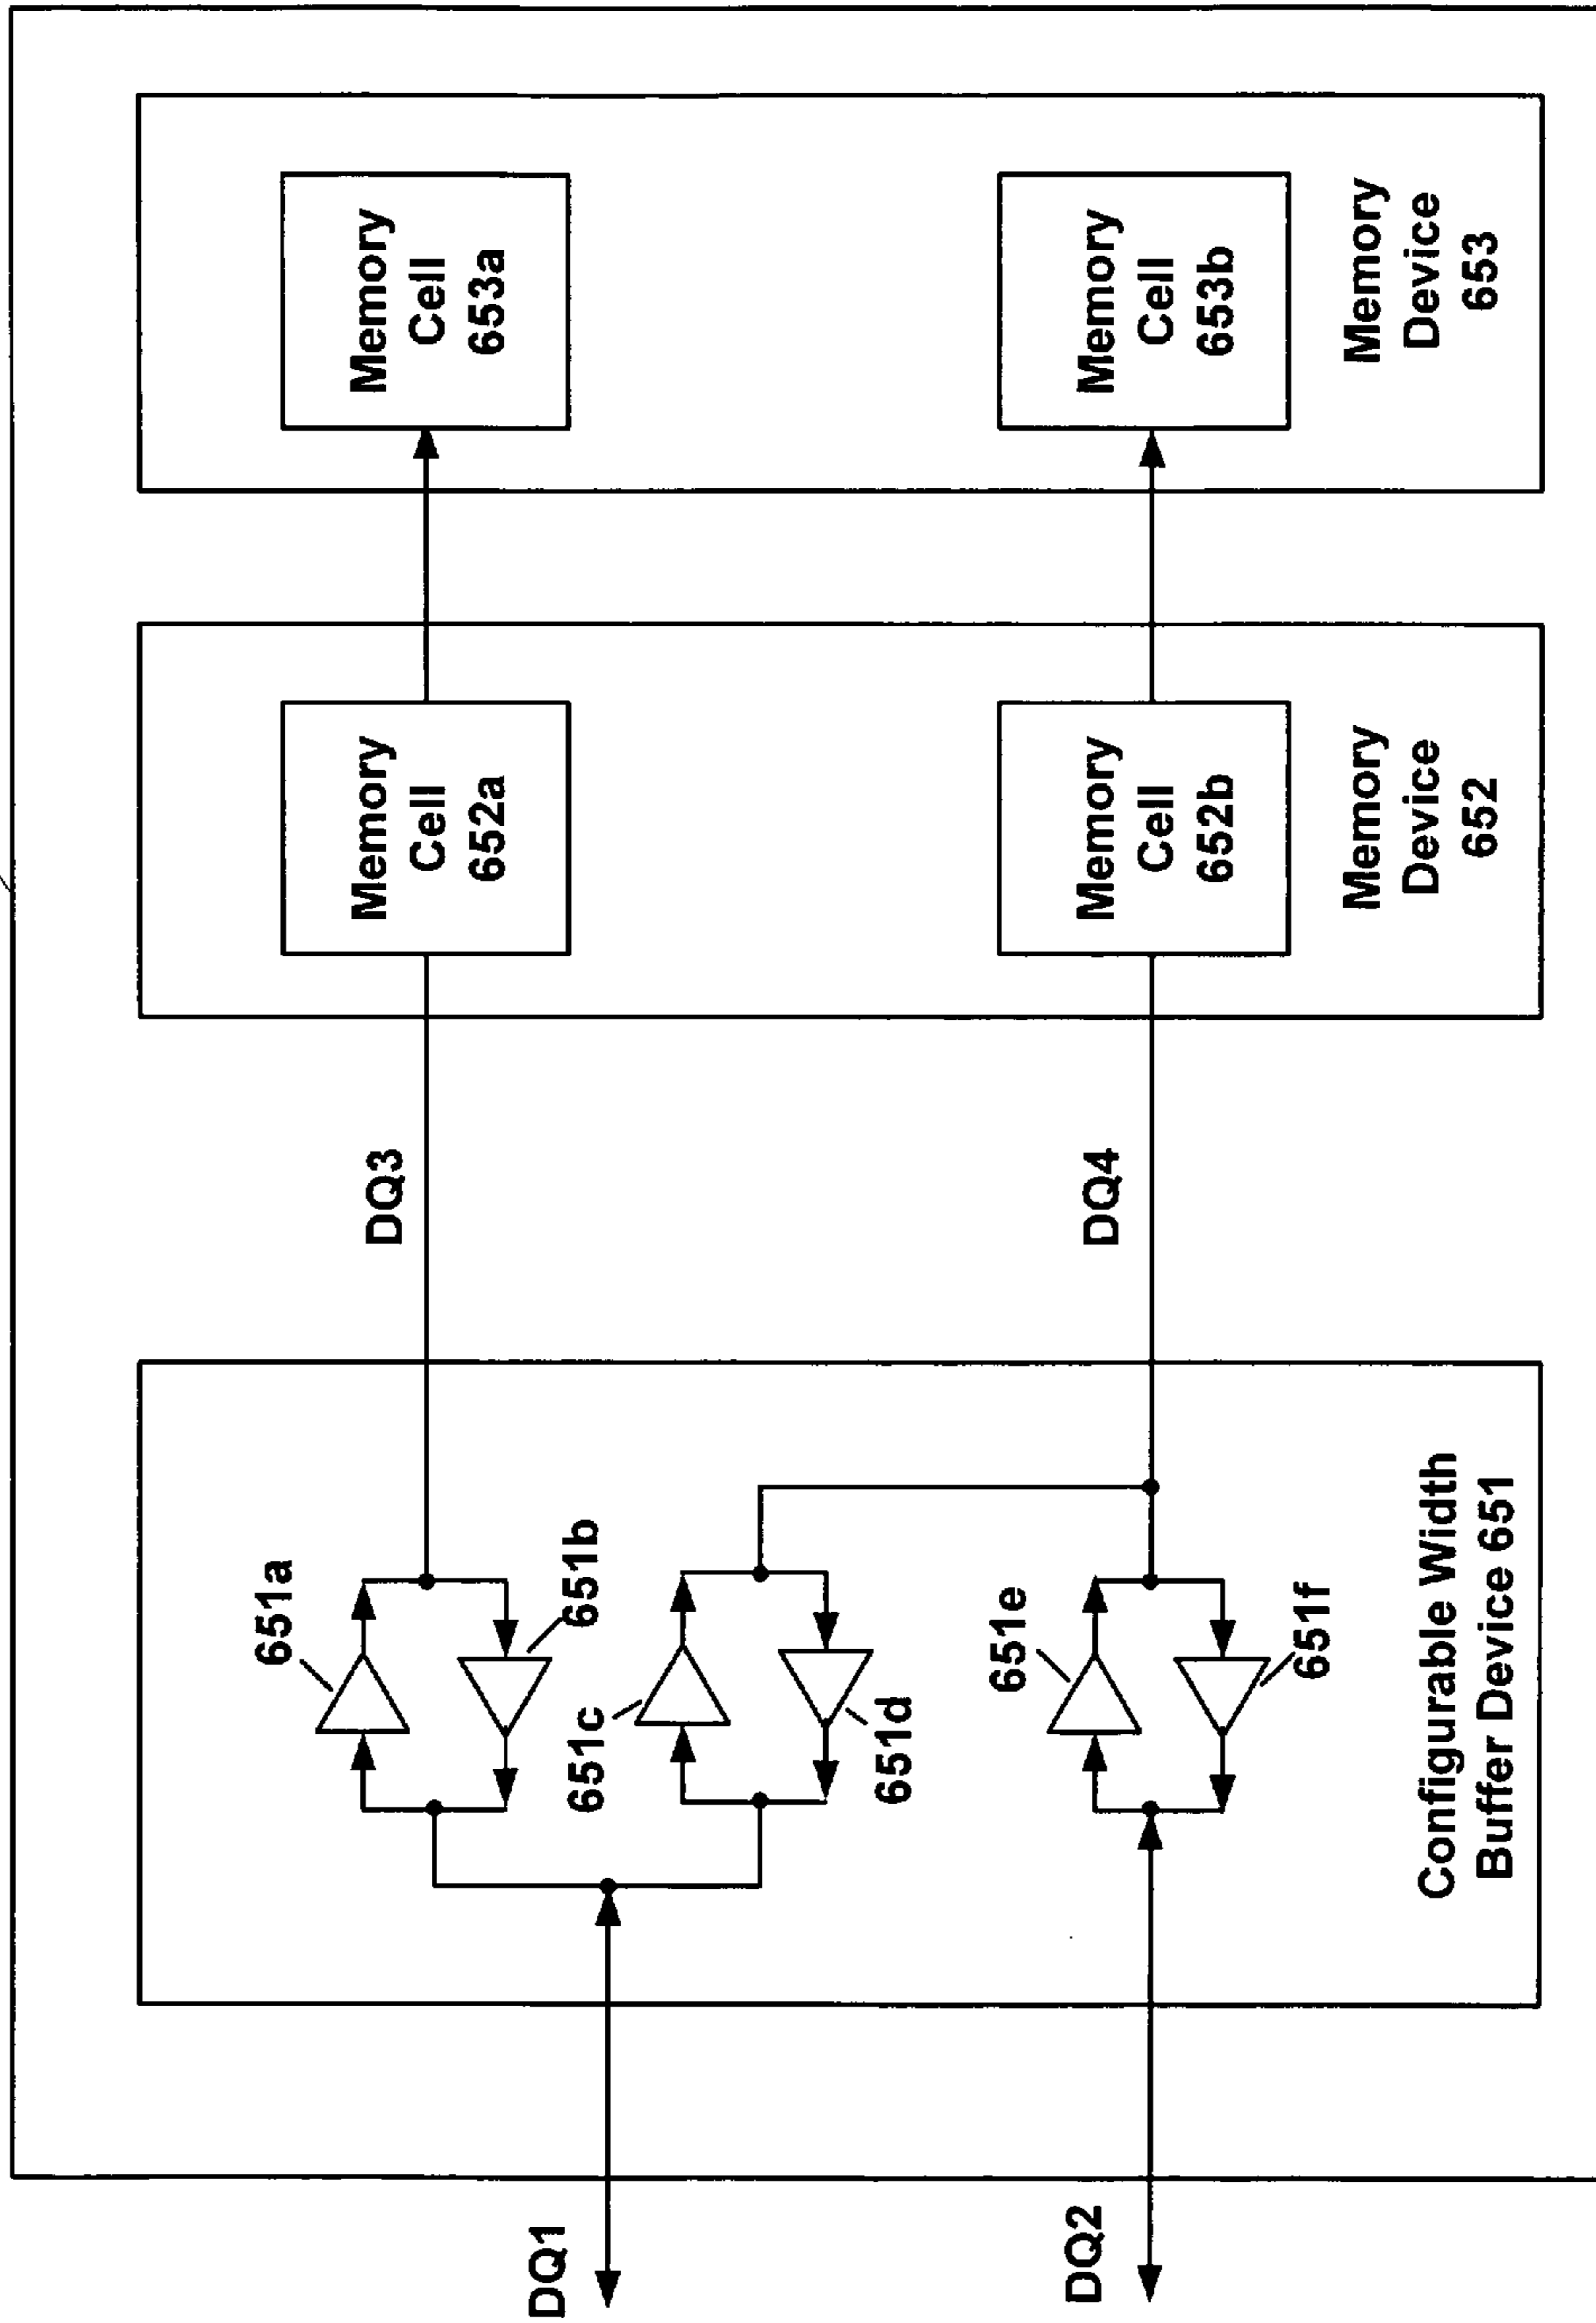 DQ1
DQ2
651a
651b
651c
651d
651e
651f
Configurable Width
Buffer Device 651
DQ3
DQ4
Memory
Cell
652a
Memory
Cell
652b
Memory
Device
652
Memory
Cell
653a
Memory
Cell
653b
Memory
Device
653